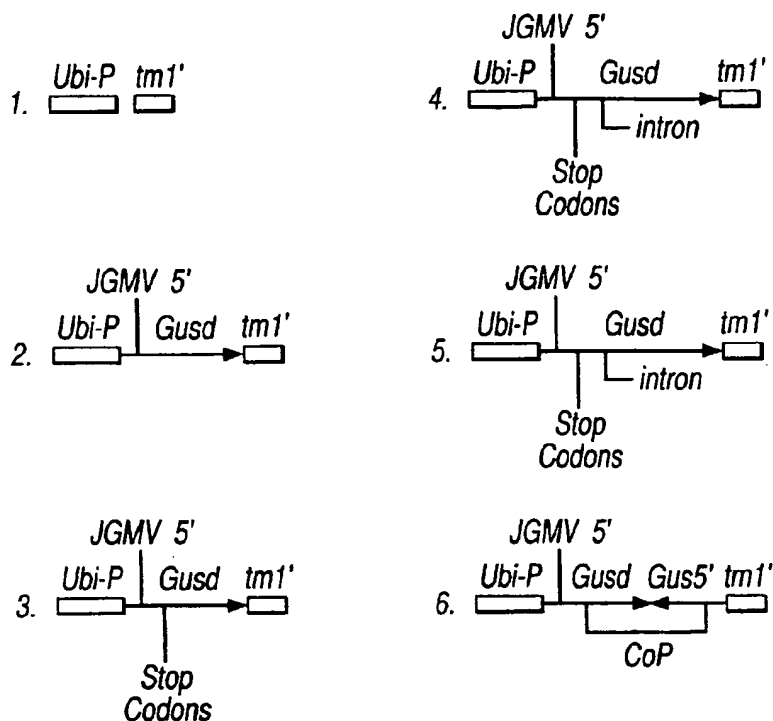 1. Ubi-P tm1'
2. JGMV 5'
Ubi-P Gusd tm1'
3. JGMV 5'
Ubi-P Gusd tm1'
Stop
Codons
4. JGMV 5'
Ubi-P Gusd tm1'
intron
Stop
Codons
5. JGMV 5'
Ubi-P Gusd tm1'
intron
Stop
Codons
6. JGMV 5'
Ubi-P Gusd Gus5' tm1'
CoP